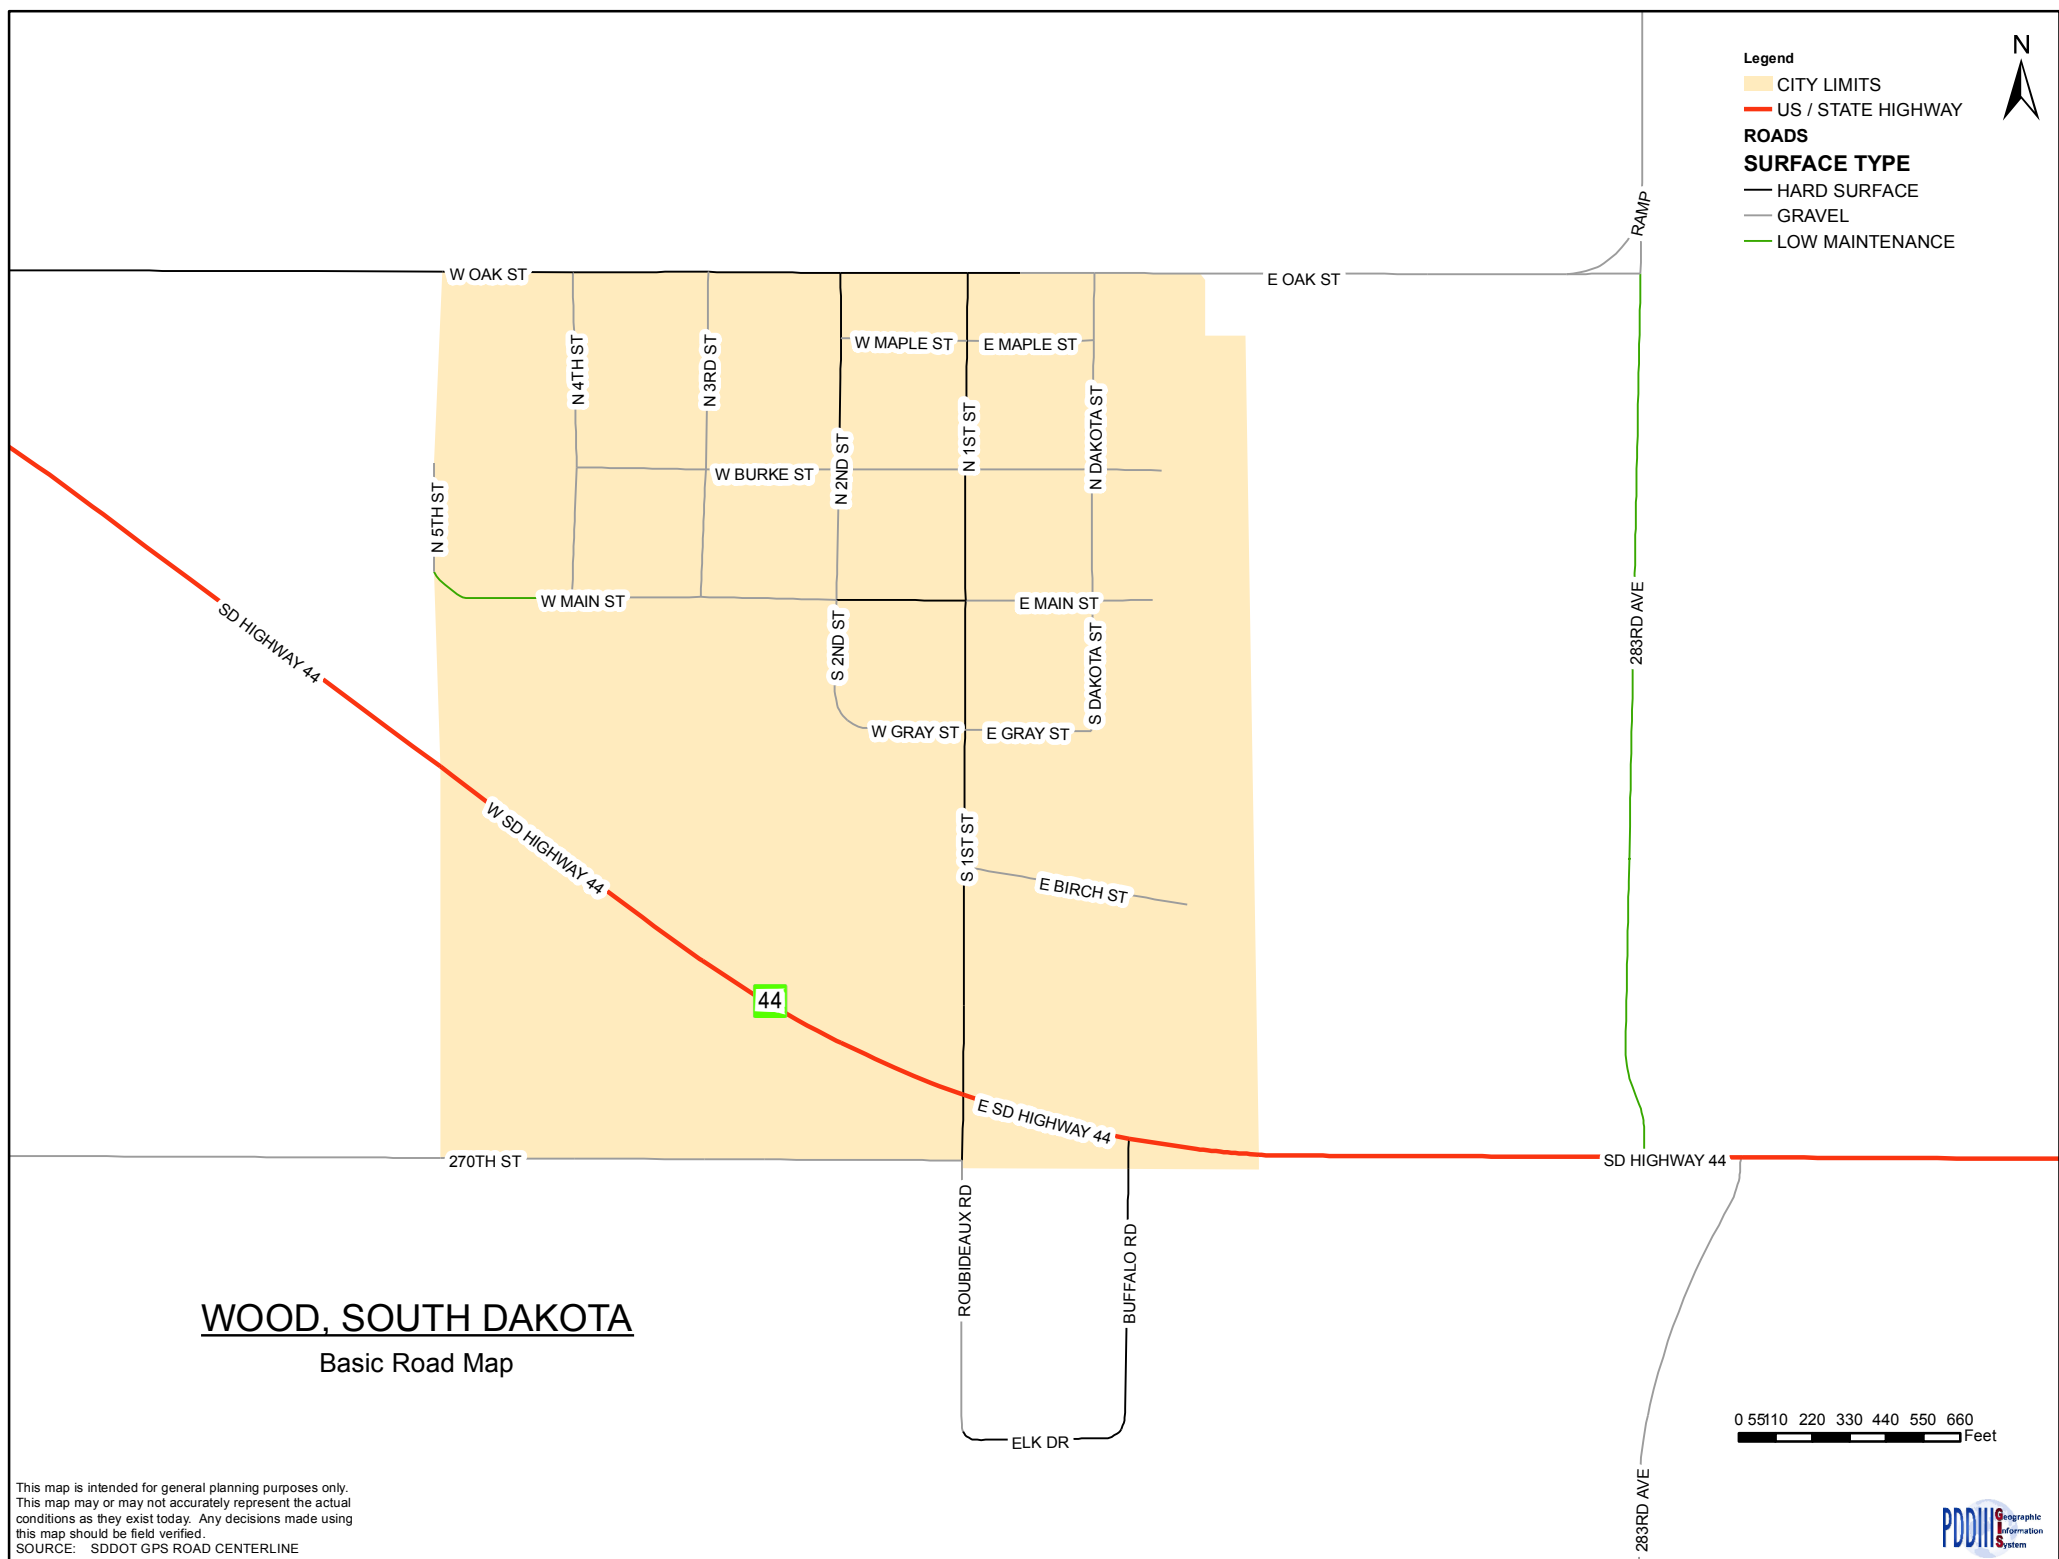 N
Legend
CITY LIMITS
US / STATE HIGHWAY
ROADS
SURFACE TYPE
HARD SURFACE
GRAVEL
LOW MAINTENANCE
RAMP
W OAK ST
E OAK ST
W MAPLE ST
E MAPLE ST
N 4TH ST
N 3RD ST
N 2ND ST
N 1ST ST
N DAKOTA ST
W BURKE ST
N 5TH ST
W MAIN ST
E MAIN ST
283RD AVE
SD HIGHWAY 44
S 2ND ST
S DAKOTA ST
W GRAY ST
E GRAY ST
W SD HIGHWAY 44
S 1ST ST
E BIRCH ST
44
E SD HIGHWAY 44
270TH ST
SD HIGHWAY 44
ROUBIDEAUX RD
BUFFALO RD
WOOD, SOUTH DAKOTA
Basic Road Map
ELK DR
0 55110 220 330 440 550 660
Feet
283RD AVE
This map is intended for general planning purposes only.
This map may or may not accurately represent the actual
conditions as they exist today. Any decisions made using
this map should be field verified.
SOURCE: SDDOT GPS ROAD CENTERLINE
PDDIII
Geographic
Information
System